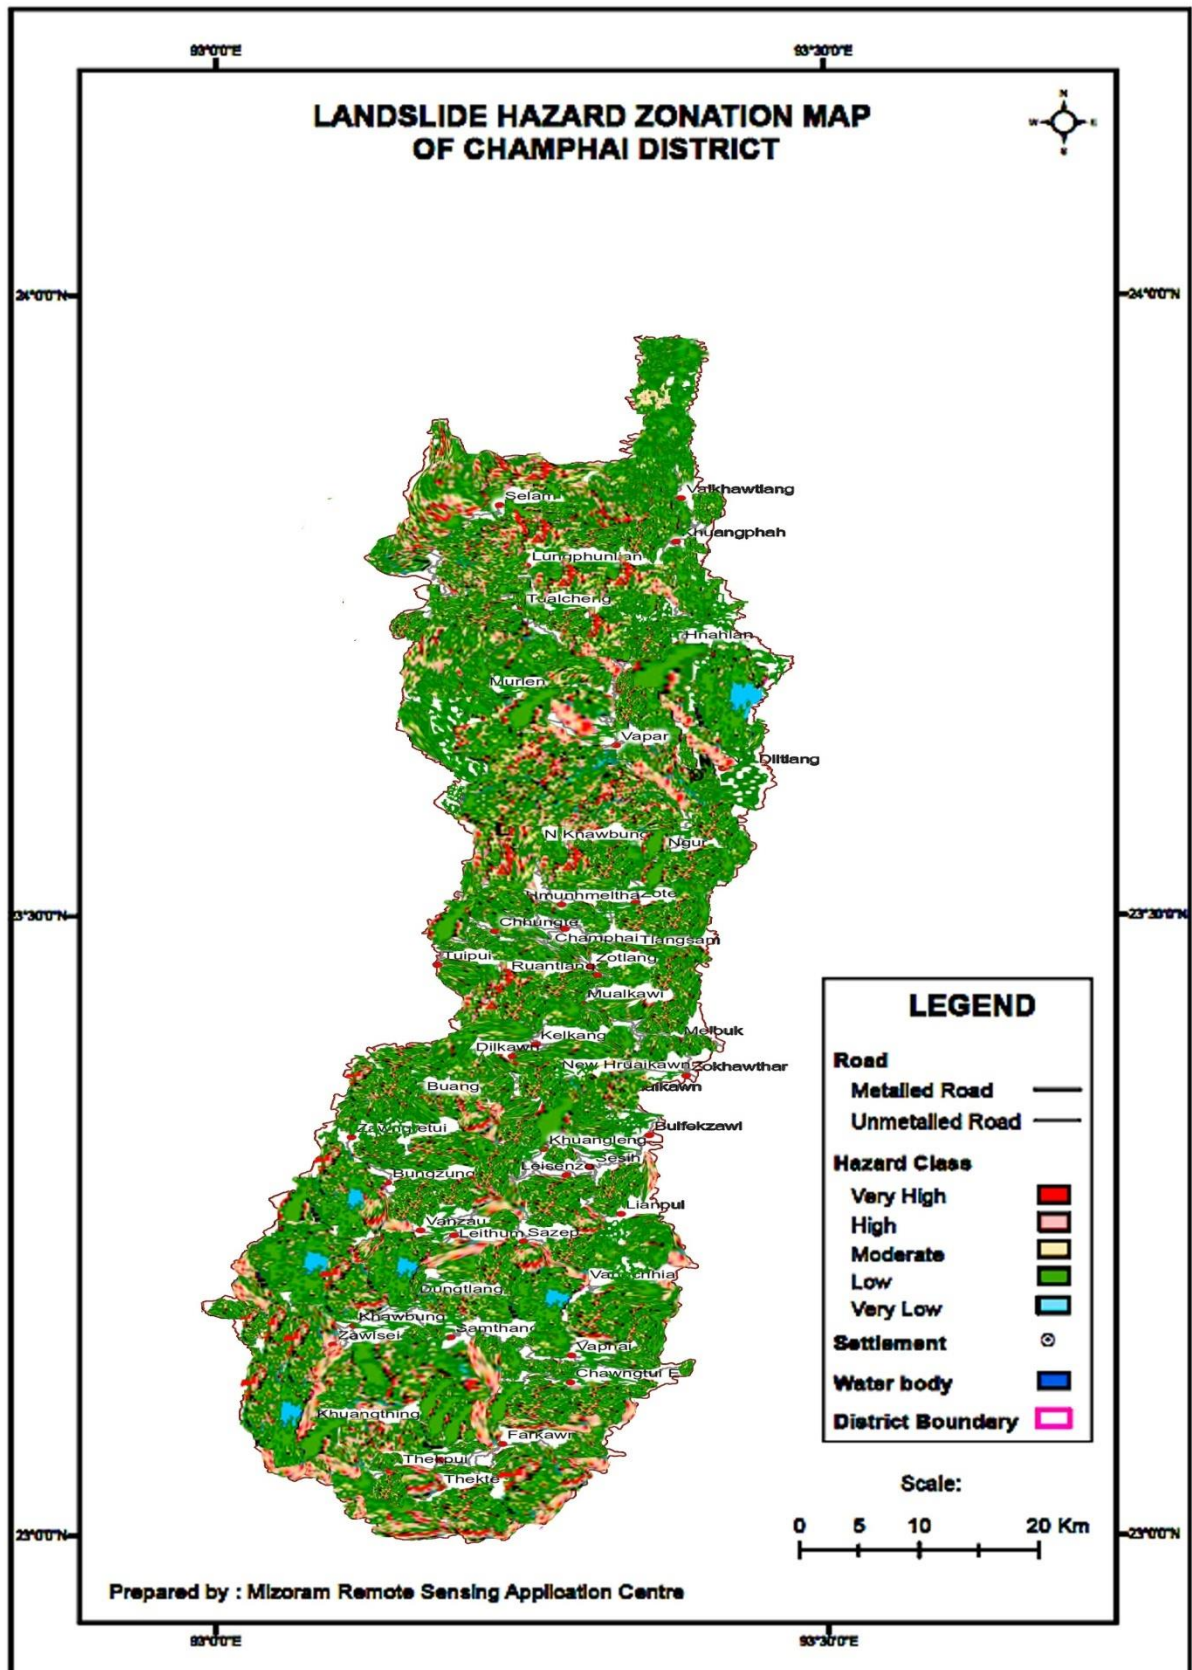 93°0'0"E 93°30'0"E
LANDSLIDE HAZARD ZONATION MAP
OF CHAMPHAI DISTRICT
N
W E
S
24°0'0"N 24°0'0"N
Selam
Vaikhawtlang
Khuangphah
Lungphunlian
Tualcheng
Hnahlan
Murlen
Vapar
Diltlang
N Khawbung
Ngur
Hmunhmeltha Zote
23°30'0"N 23°30'0"N
Chhungte
Champhai Tlangsam
Tuipui
Ruantlang
Zotlang
Mualkawi
Melbuk
Kelkang
Dilkawn
New Hruaikawn Zokhawthar
Buang
Bulfekzawl
Zawngtetui
Khuangleng
Leisenz
Sesih
Bungzung
Lianpui
Vanzau
Leithum Sazep
Dungtlang
Khawbung
Samthang
Zawlsei
Vaphai
Chawngtui E
Khuangthing
Farkawn
Thekpui
Thekte
LEGEND
Road
Metalled Road
Unmetalled Road
Hazard Class
Very High
High
Moderate
Low
Very Low
Settlement
Water body
District Boundary
Scale:
0 5 10 20 Km
23°0'0"N 23°0'0"N
Prepared by : Mizoram Remote Sensing Application Centre
93°0'0"E 93°30'0"E